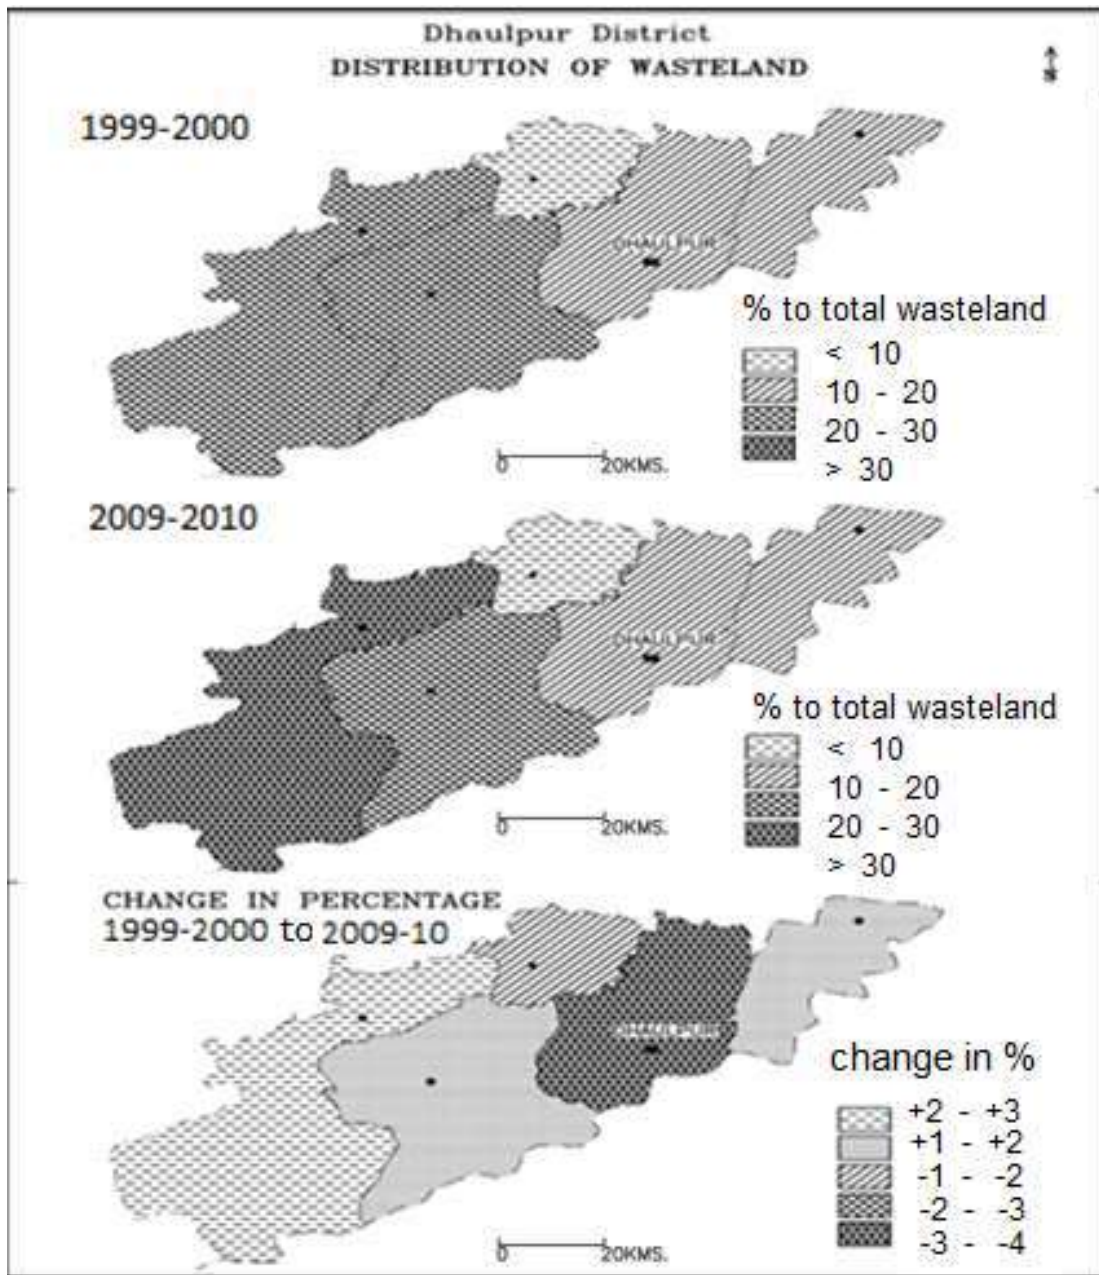 Dhaulpur District
DISTRIBUTION OF WASTELAND
1999-2000
DHAULPUR
% to total wasteland
< 10
10 - 20
20 - 30
> 30
0 20KMS.
2009-2010
DHAULPUR
% to total wasteland
< 10
10 - 20
20 - 30
> 30
0 20KMS.
CHANGE IN PERCENTAGE
1999-2000 to 2009-10
DHAULPUR
change in %
+2 - +3
+1 - +2
-1 - -2
-2 - -3
-3 - -4
0 20KMS.